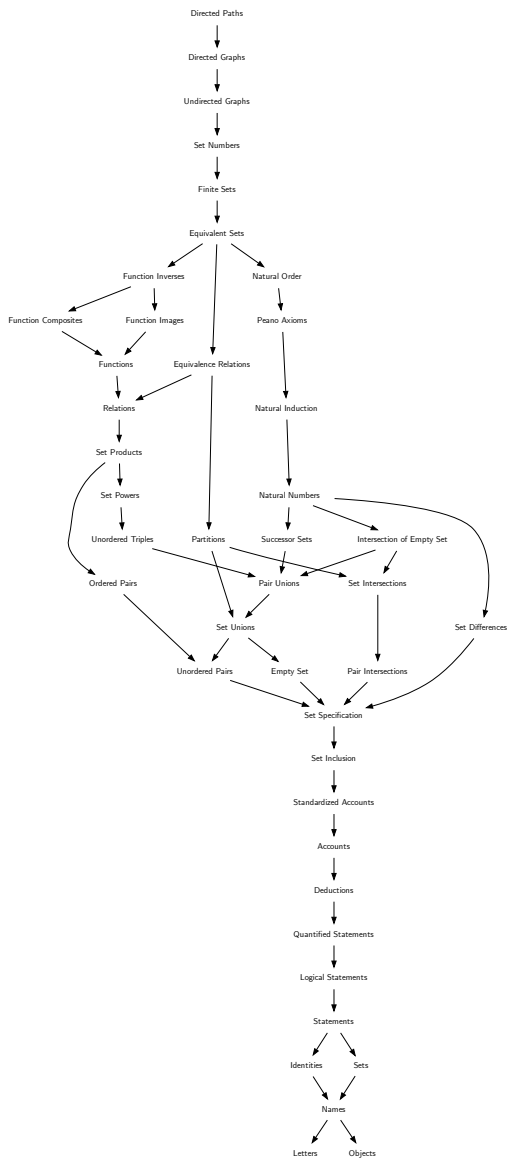 Directed Paths
Directed Graphs
Undirected Graphs
Set Numbers
Finite Sets
Equivalent Sets
Function Inverses
Natural Order
Function Composites
Function Images
Peano Axioms
Functions
Equivalence Relations
Relations
Natural Induction
Set Products
Set Powers
Natural Numbers
Unordered Triples
Partitions
Successor Sets
Intersection of Empty Set
Ordered Pairs
Pair Unions
Set Intersections
Set Unions
Set Differences
Unordered Pairs
Empty Set
Pair Intersections
Set Specification
Set Inclusion
Standardized Accounts
Accounts
Deductions
Quantified Statements
Logical Statements
Statements
Identities
Sets
Names
Letters
Objects